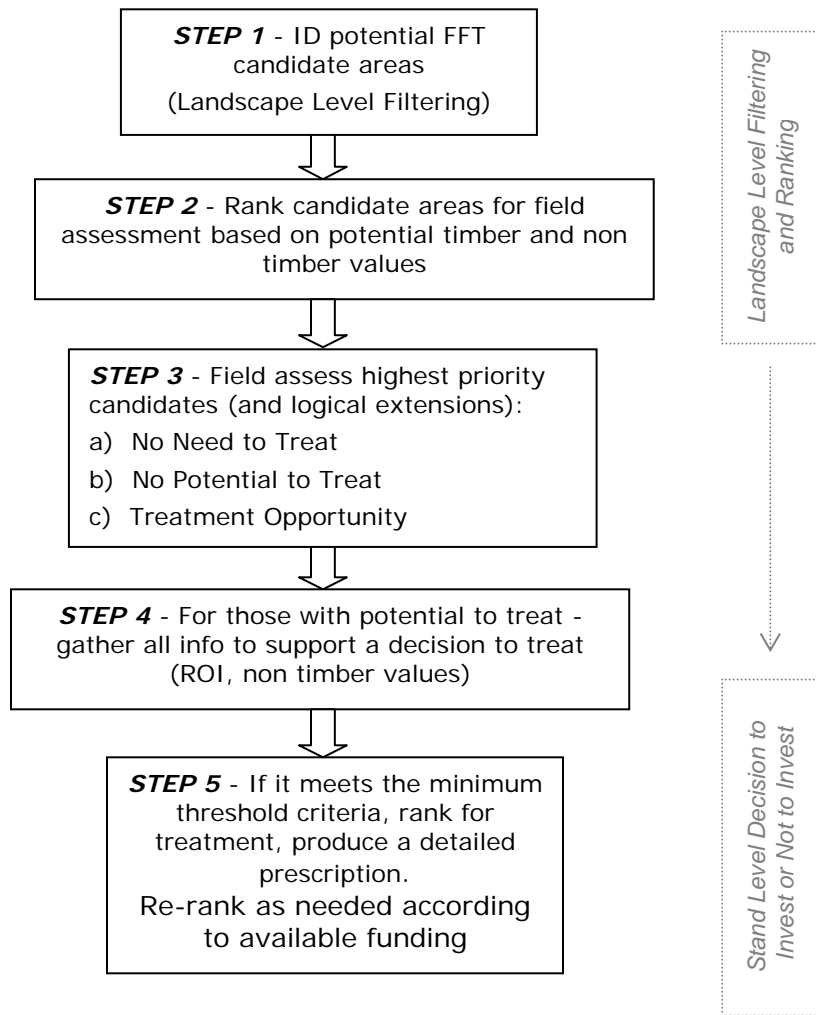 STEP 1 - ID potential FFT
candidate areas
(Landscape Level Filtering)
STEP 2 - Rank candidate areas for field
assessment based on potential timber and non
timber values
STEP 3 - Field assess highest priority
candidates (and logical extensions):
a) No Need to Treat
b) No Potential to Treat
c) Treatment Opportunity
STEP 4 - For those with potential to treat -
gather all info to support a decision to treat
(ROI, non timber values)
STEP 5 - If it meets the minimum
threshold criteria, rank for
treatment, produce a detailed
prescription.
Re-rank as needed according
to available funding
Landscape Level Filtering
and Ranking
Stand Level Decision to
Invest or Not to Invest